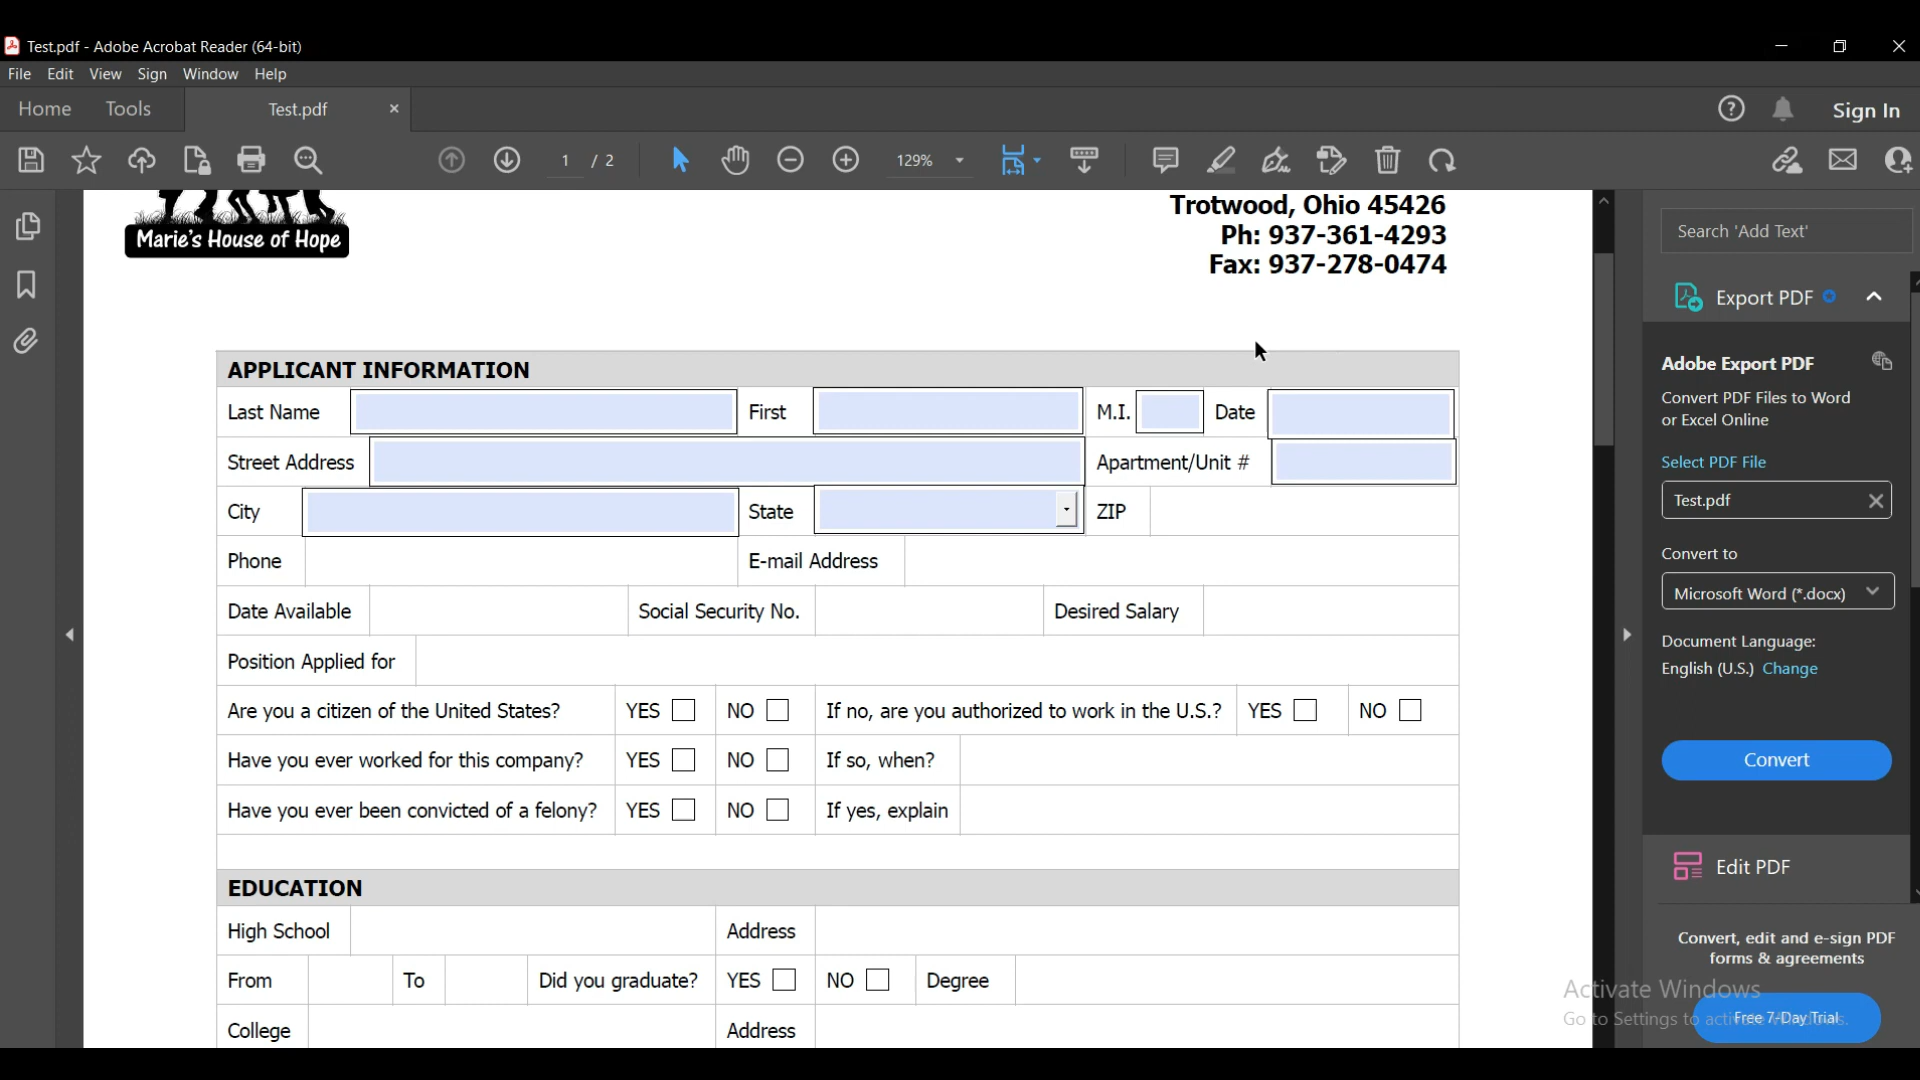 Test.pdf - Adobe Acrobat Reader (64-bit)
File Edit View Sign Window Help
Home Tools Test.pdf Sign In
1 / 2 129%
Marie's House of Hope
Trotwood, Ohio 45426
Ph: 937-361-4293
Fax: 937-278-0474
APPLICANT INFORMATION
Last Name First M.I. Date
Street Address Apartment/Unit #
City State ZIP
Phone E-mail Address
Date Available Social Security No. Desired Salary
Position Applied for
Are you a citizen of the United States? YES NO If no, are you authorized to work in the U.S.? YES NO
Have you ever worked for this company? YES NO If so, when?
Have you ever been convicted of a felony? YES NO If yes, explain
EDUCATION
High School Address
From To Did you graduate? YES NO Degree
College Address
Search 'Add Text'
Export PDF
Adobe Export PDF
Convert PDF Files to Word
or Excel Online
Select PDF File
Test.pdf
Convert to
Microsoft Word (*.docx)
Document Language:
English (U.S.) Change
Convert
Edit PDF
Convert, edit and e-sign PDF
forms & agreements
Free 7-Day Trial
Activate Windows
Go to Settings to activate Windows.